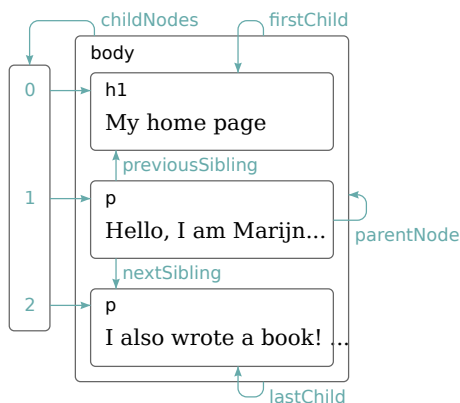 childNodes
firstChild
body
0
h1
My home page
previousSibling
1
p
Hello, I am Marijn...
parentNode
nextSibling
2
p
I also wrote a book! ...
lastChild